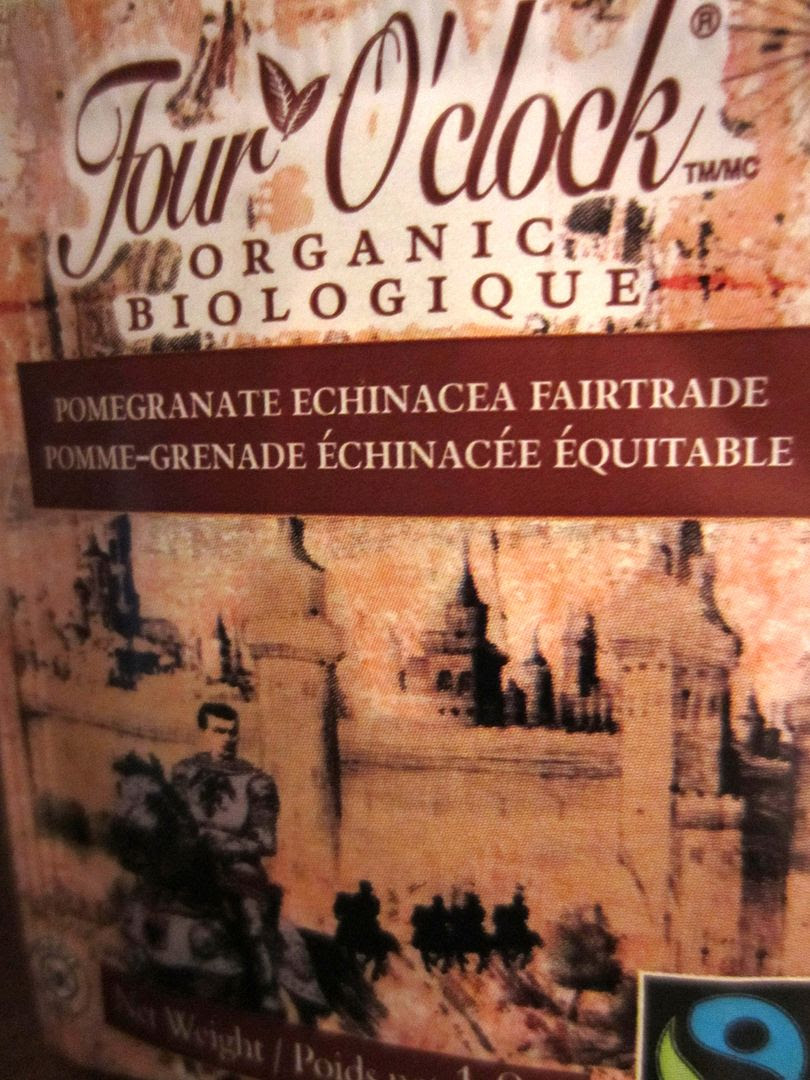 Four O'clock ®
TM/MC
ORGANIC
BIOLOGIQUE
POMEGRANATE ECHINACEA FAIRTRADE
POMME-GRENADE ÉCHINACÉE ÉQUITABLE
Net Weight / Poids